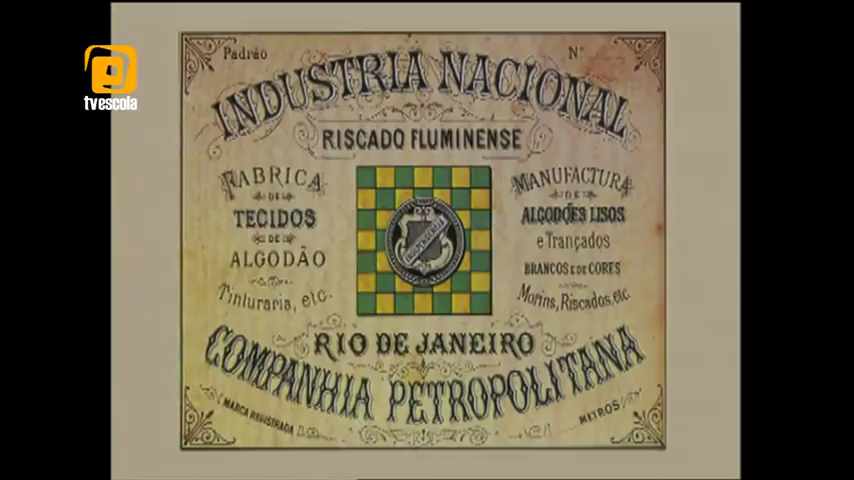 tvescola
Padrão
Nº
INDUSTRIA NACIONAL
RISCADO FLUMINENSE
FABRICA
DE
TECIDOS
DE
ALGODÃO
Tinturaria, etc.
INDEPENDENCIA
MANUFACTURA
DE
ALGODÕES LISOS
e Trançados
BRANCOS E DE CORES
Morins, Riscados, etc.
RIO DE JANEIRO
COMPANHIA PETROPOLITANA
MARCA REGISTRADA
METROS